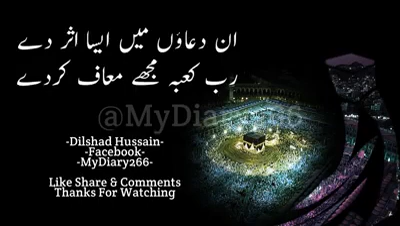 ان دعاؤں میں ایسا اثر دے
رب کعبہ مجھے معاف کردے
@MyDiary266
-Dilshad Hussain-
-Facebook-
-MyDiary266-
Like Share & Comments
Thanks For Watching